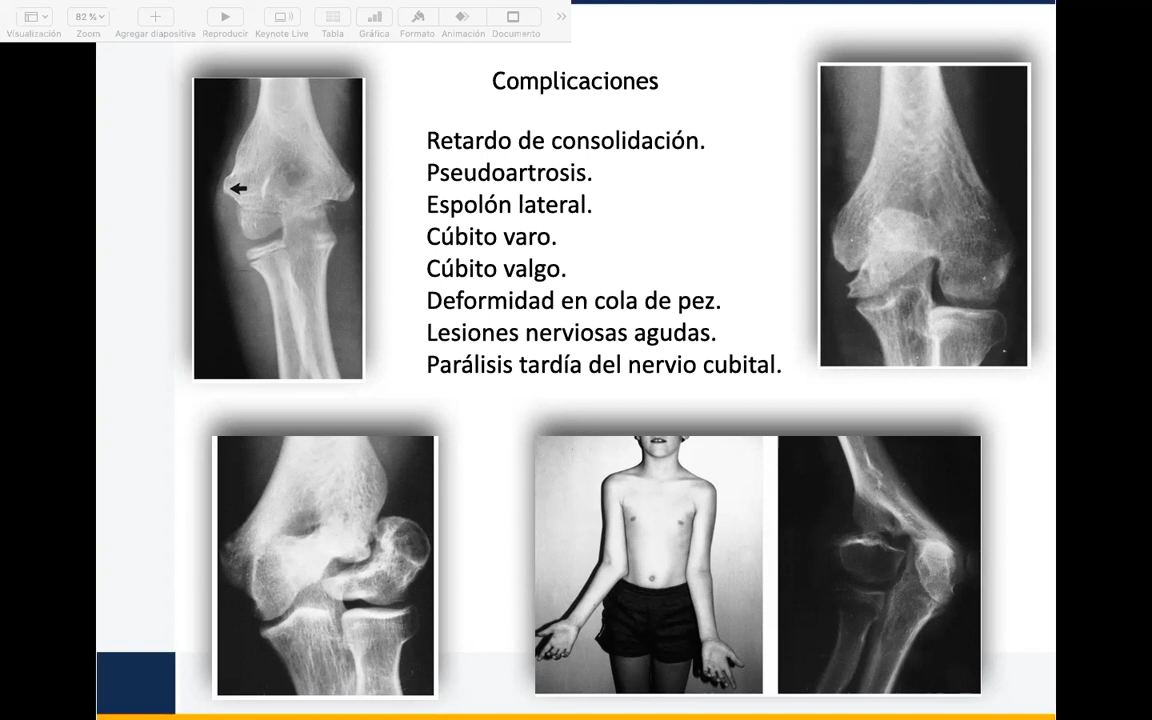 82 %
Visualización
Zoom
Agregar diapositiva
Reproducir
Keynote Live
Tabla
Gráfica
Formato
Animación
Documento
Complicaciones
Retardo de consolidación.
Pseudoartrosis.
Espolón lateral.
Cúbito varo.
Cúbito valgo.
Deformidad en cola de pez.
Lesiones nerviosas agudas.
Parálisis tardía del nervio cubital.